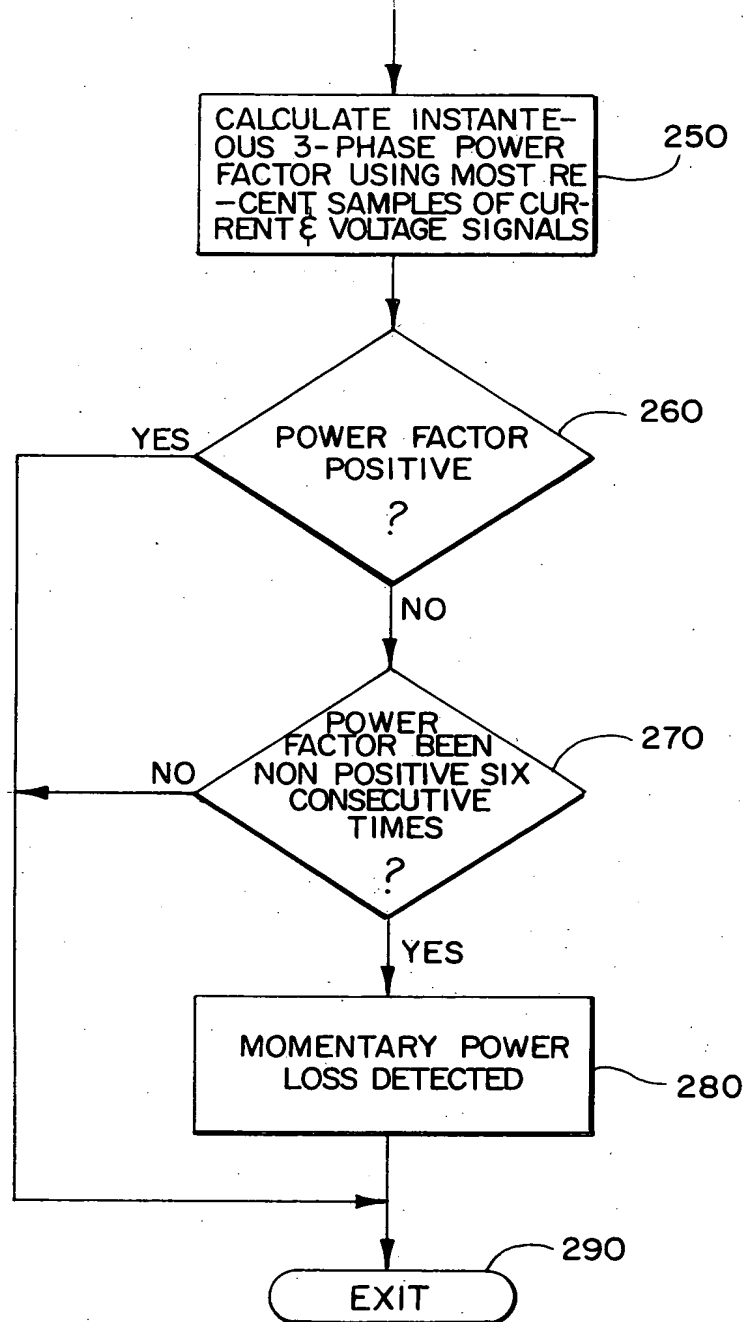 CALCULATE INSTANTE-
OUS 3-PHASE POWER
FACTOR USING MOST RE
-CENT SAMPLES OF CUR-
RENT & VOLTAGE SIGNALS
250
POWER FACTOR
POSITIVE
?
260
YES
NO
POWER
FACTOR BEEN
NON POSITIVE SIX
CONSECUTIVE
TIMES
?
270
NO
YES
MOMENTARY POWER
LOSS DETECTED
280
EXIT
290